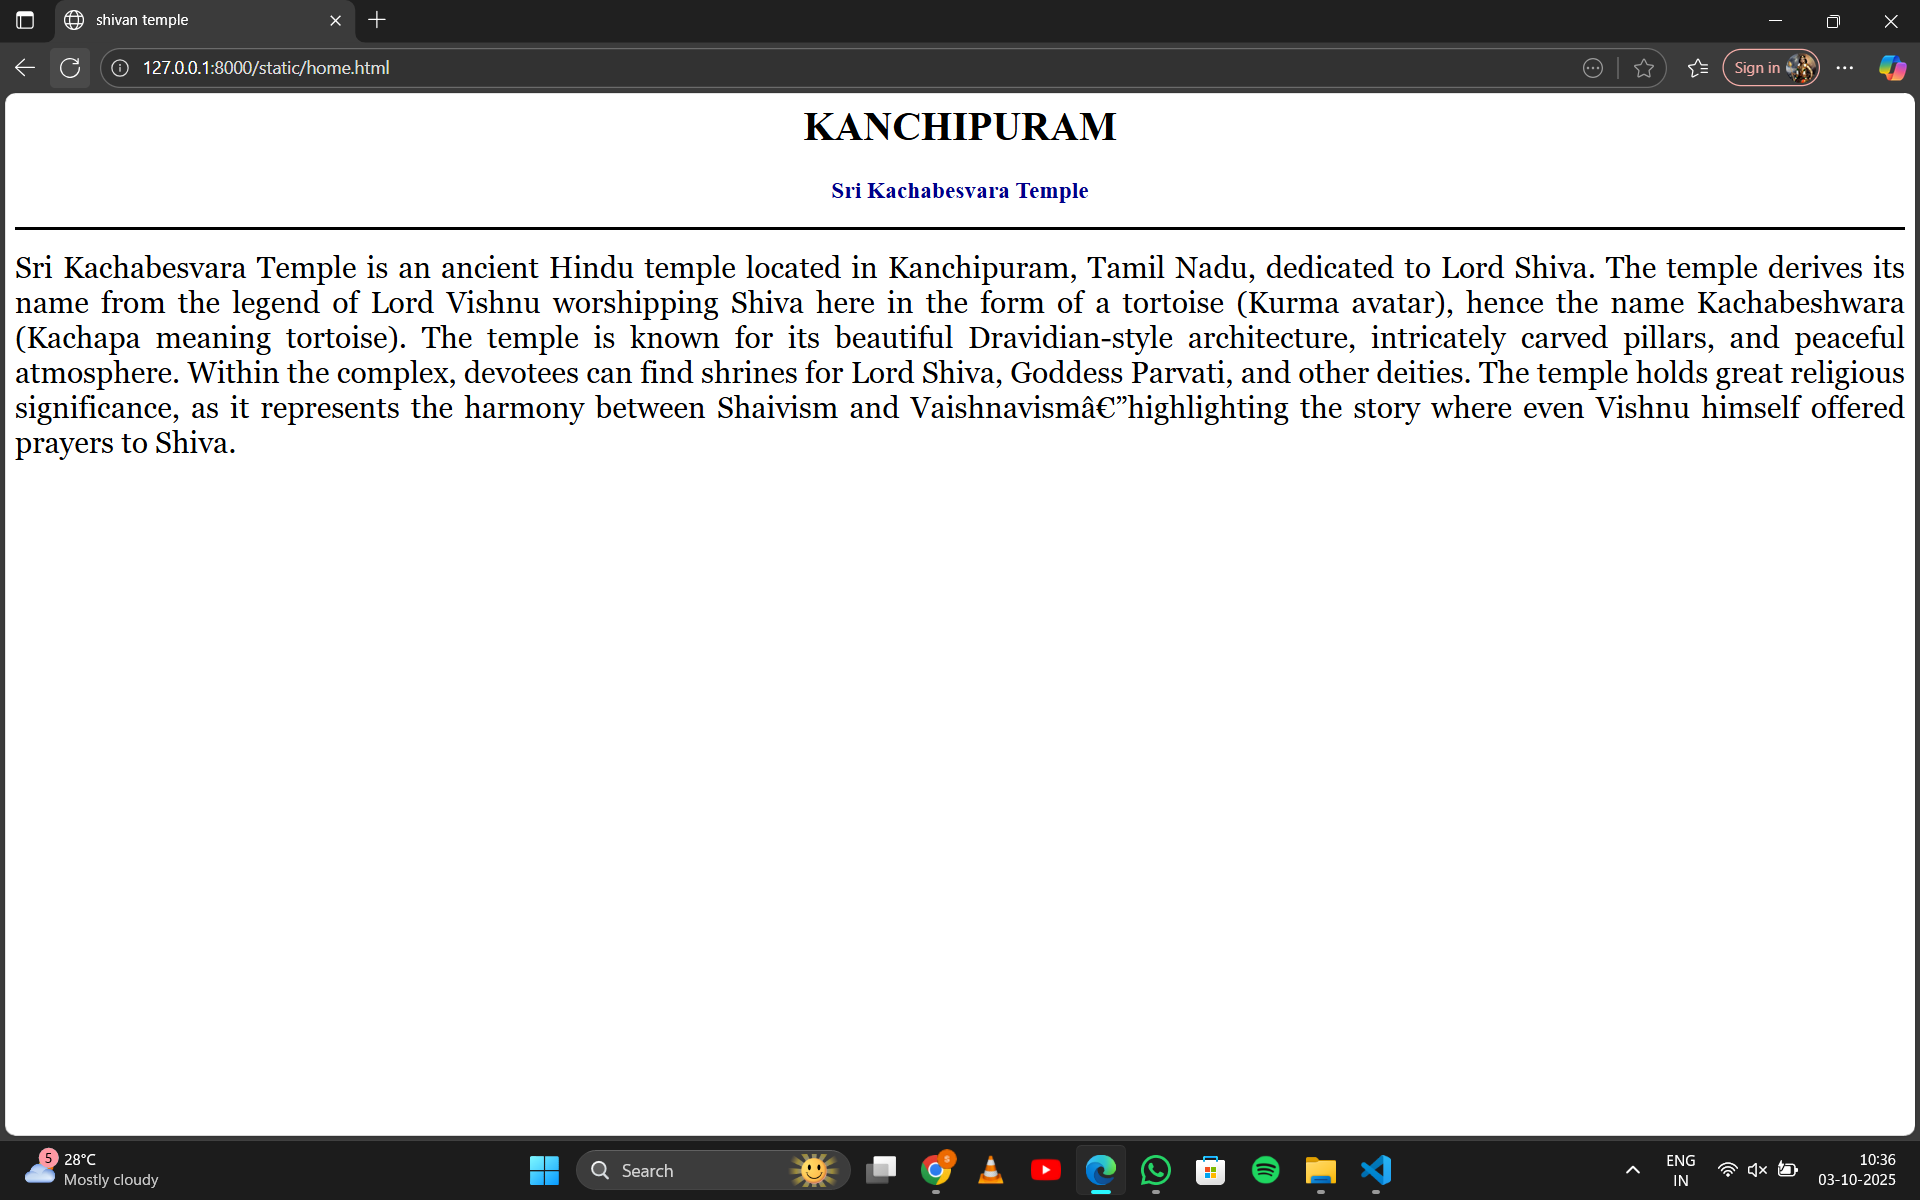 shivan temple
127.0.0.1:8000/static/home.html
Sign in
KANCHIPURAM
Sri Kachabesvara Temple
Sri Kachabesvara Temple is an ancient Hindu temple located in Kanchipuram, Tamil Nadu, dedicated to Lord Shiva. The temple derives its
name from the legend of Lord Vishnu worshipping Shiva here in the form of a tortoise (Kurma avatar), hence the name Kachabeshwara
(Kachapa meaning tortoise). The temple is known for its beautiful Dravidian-style architecture, intricately carved pillars, and peaceful
atmosphere. Within the complex, devotees can find shrines for Lord Shiva, Goddess Parvati, and other deities. The temple holds great religious
significance, as it represents the harmony between Shaivism and Vaishnavismâ€”highlighting the story where even Vishnu himself offered
prayers to Shiva.
5
28°C
Mostly cloudy
Search
S
ENG
IN
10:36
03-10-2025